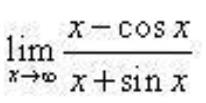 lim x→∞ (x − cos x)/(x + sin x)